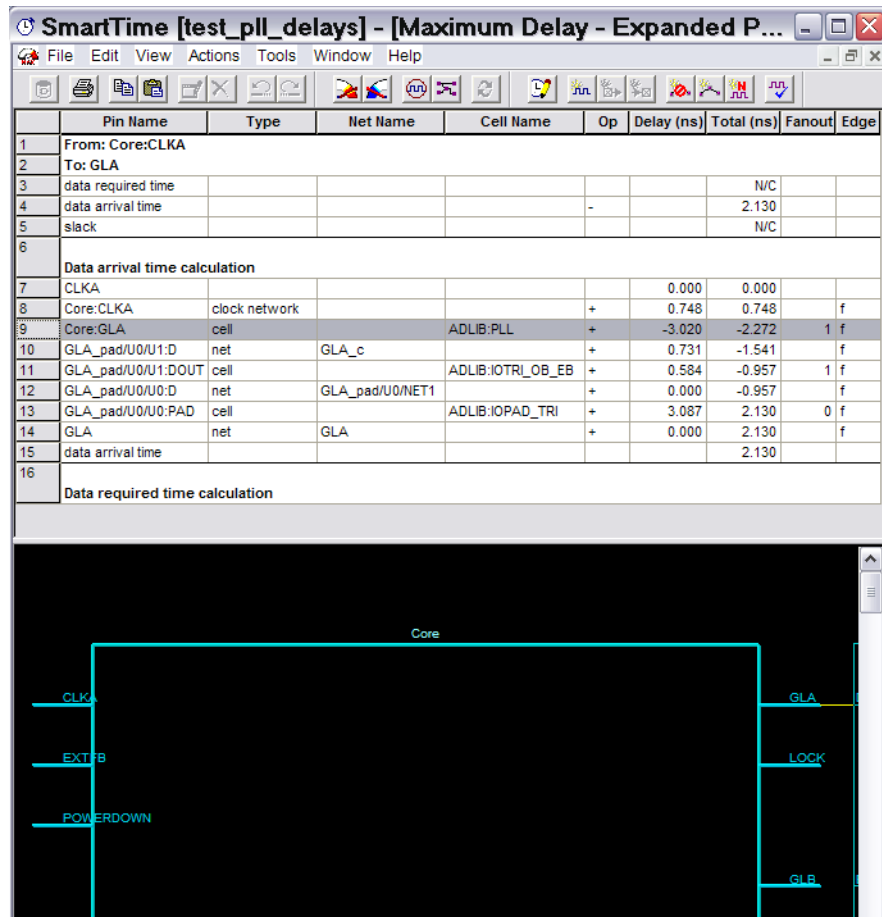 SmartTime [test_pll_delays] - [Maximum Delay - Expanded P...
File Edit View Actions Tools Window Help
Pin Name Type Net Name Cell Name Op Delay (ns) Total (ns) Fanout Edge
1 From: Core:CLKA
2 To: GLA
3 data required time N/C
4 data arrival time - 2.130
5 slack N/C
6
Data arrival time calculation
7 CLKA 0.000 0.000
8 Core:CLKA clock network + 0.748 0.748 f
9 Core:GLA cell ADLIB:PLL + -3.020 -2.272 1 f
10 GLA_pad/U0/U1:D net GLA_c + 0.731 -1.541 f
11 GLA_pad/U0/U1:DOUT cell ADLIB:IOTRI_OB_EB + 0.584 -0.957 1 f
12 GLA_pad/U0/U0:D net GLA_pad/U0/NET1 + 0.000 -0.957 f
13 GLA_pad/U0/U0:PAD cell ADLIB:IOPAD_TRI + 3.087 2.130 0 f
14 GLA net GLA + 0.000 2.130 f
15 data arrival time 2.130
16
Data required time calculation
Core
CLKA GLA
EXTFB LOCK
POWERDOWN
GLB